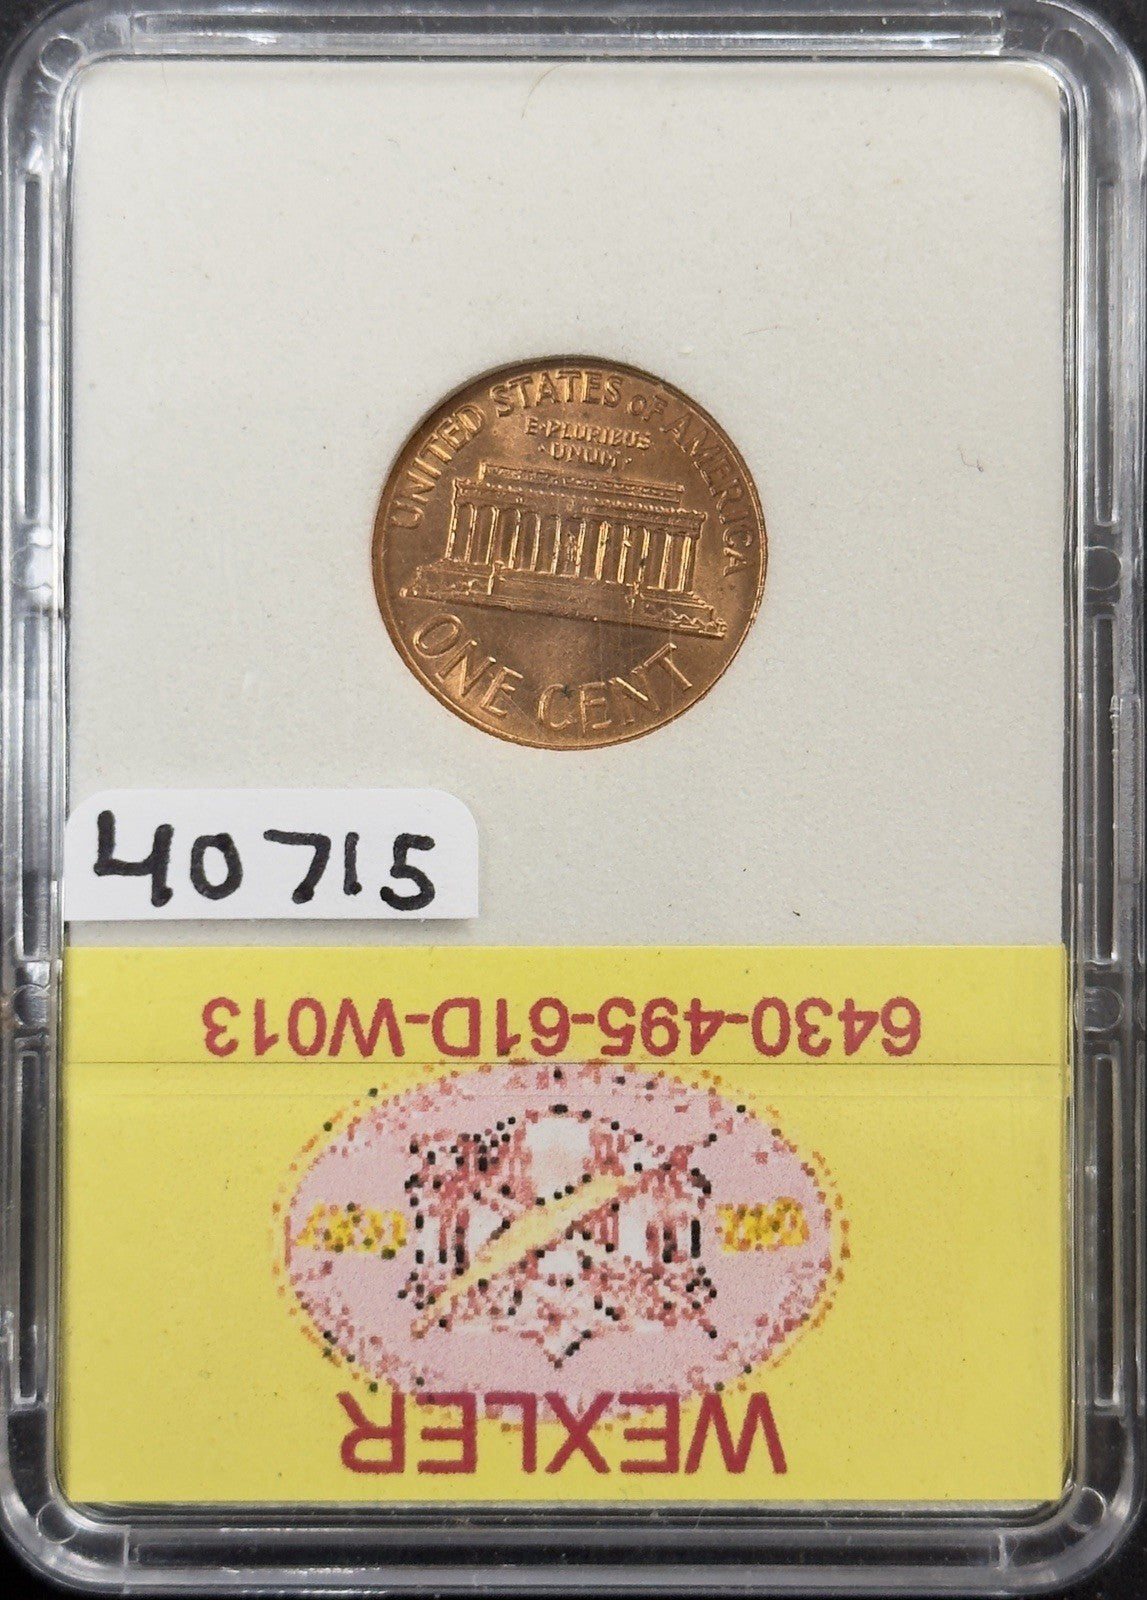 UNITED STATES OF AMERICA
E·PLURIBUS
·UNUM·
ONE CENT
40715
6430-495-61D-W013
WEXLER